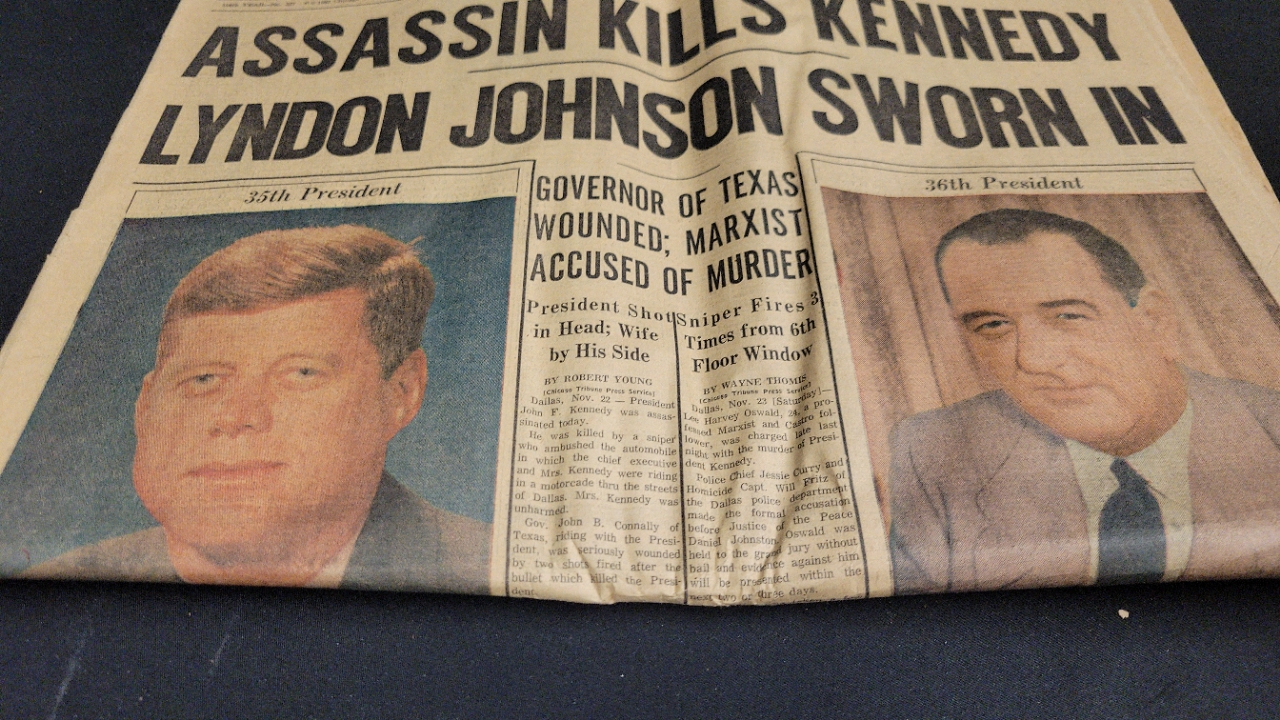 ASSASSIN KILLS KENNEDY
LYNDON JOHNSON SWORN IN
35th President
GOVERNOR OF TEXAS
WOUNDED; MARXIST
ACCUSED OF MURDER
President Shot
in Head; Wife
by His Side
BY ROBERT YOUNG
[Chicago Tribune Press Service]
Dallas, Nov. 22 — President
John F. Kennedy was assas-
sinated today.
He was killed by a sniper
who ambushed the automobile
in which the chief executive
and Mrs. Kennedy were riding
in a motorcade thru the streets
of Dallas. Mrs. Kennedy was
unharmed.
Gov. John B. Connally of
Texas, riding with the Presi-
dent, was seriously wounded
by two shots fired after the
bullet which killed the Presi-
dent.
Sniper Fires 3
Times from 6th
Floor Window
BY WAYNE THOMIS
[Chicago Tribune Press Service]
Dallas, Nov. 23 [Saturday]—
Lee Harvey Oswald, 24, a pro-
fessed Marxist and Castro fol-
lower, was charged late last
night with the murder of Presi-
dent Kennedy.
Police Chief Jessie Curry and
Homicide Capt. Will Fritz of
the Dallas police department
made the formal accusation
before Justice of the Peace
Daniel Johnston. Oswald was
held to the grand jury without
bail and evidence against him
will be presented within the
next two or three days.
36th President